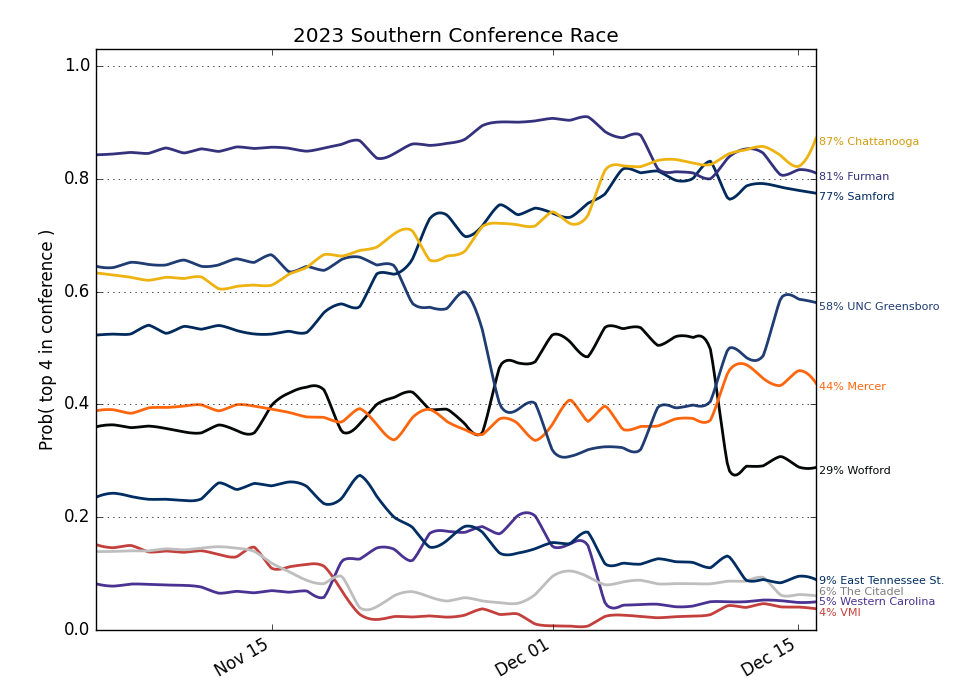 2023 Southern Conference Race
Prob( top 4 in conference )
1.0
0.8
0.6
0.4
0.2
0.0
Nov 15
Dec 01
Dec 15
87% Chattanooga
81% Furman
77% Samford
58% UNC Greensboro
44% Mercer
29% Wofford
9% East Tennessee St.
6% The Citadel
5% Western Carolina
4% VMI